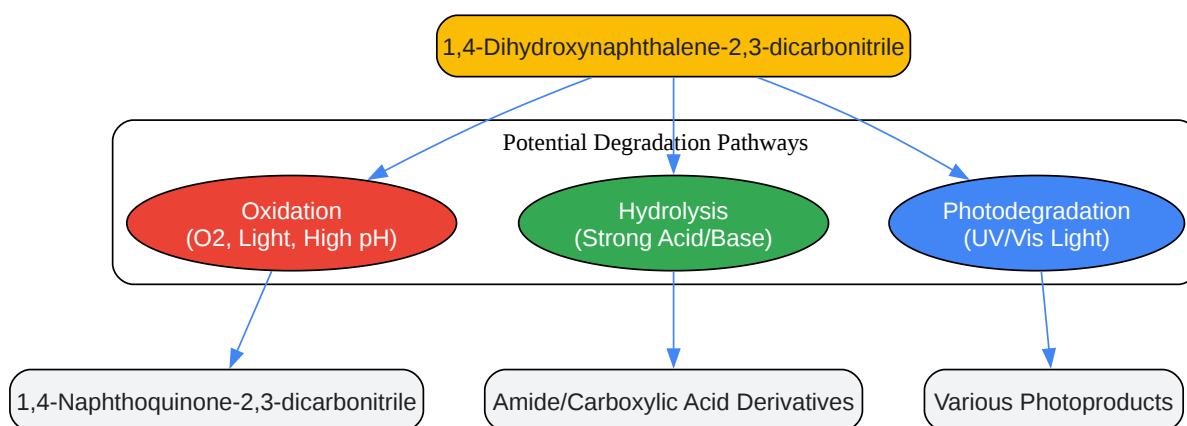 1,4-Dihydroxynaphthalene-2,3-dicarbonitrile
Potential Degradation Pathways
Oxidation
(O2, Light, High pH)
Hydrolysis
(Strong Acid/Base)
Photodegradation
(UV/Vis Light)
1,4-Naphthoquinone-2,3-dicarbonitrile
Amide/Carboxylic Acid Derivatives
Various Photoproducts